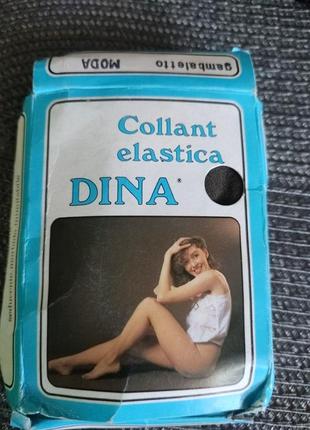 gambaletto MODA
Collant
elastica
DINA*